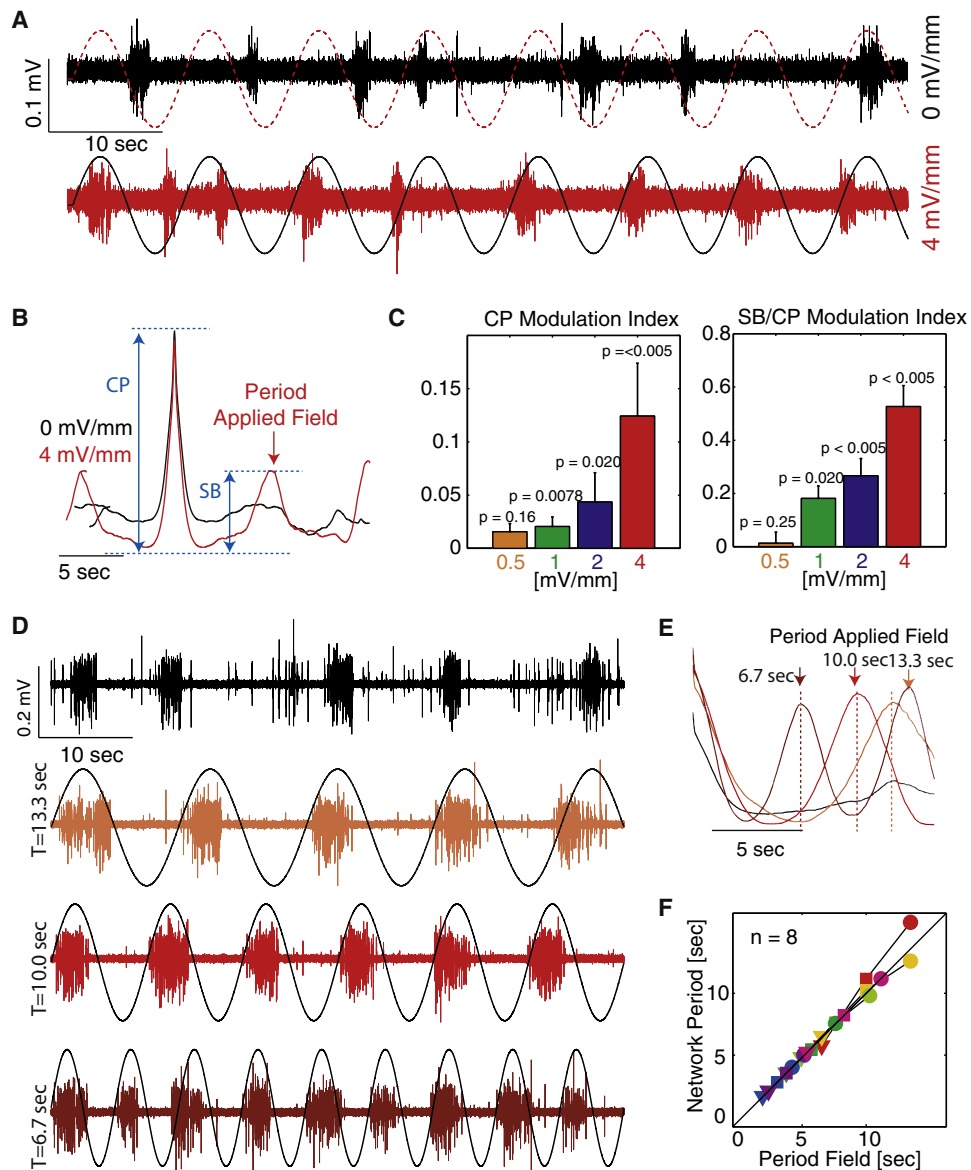 A
0.1 mV
10 sec
0 mV/mm
4 mV/mm
B
CP
0 mV/mm
4 mV/mm
Period
Applied Field
SB
5 sec
C
CP Modulation Index
0.15
0.1
0.05
0
p = 0.16
p = 0.0078
p = 0.020
p =<0.005
0.5
1
2
4
[mV/mm]
SB/CP Modulation Index
0.8
0.6
0.4
0.2
0
p = 0.25
p = 0.020
p < 0.005
p < 0.005
0.5
1
2
4
[mV/mm]
D
0.2 mV
10 sec
T=13.3 sec
T=10.0 sec
T=6.7 sec
E
Period Applied Field
6.7 sec
10.0 sec
13.3 sec
5 sec
F
n = 8
Network Period [sec]
10
5
0
0
5
10
Period Field [sec]